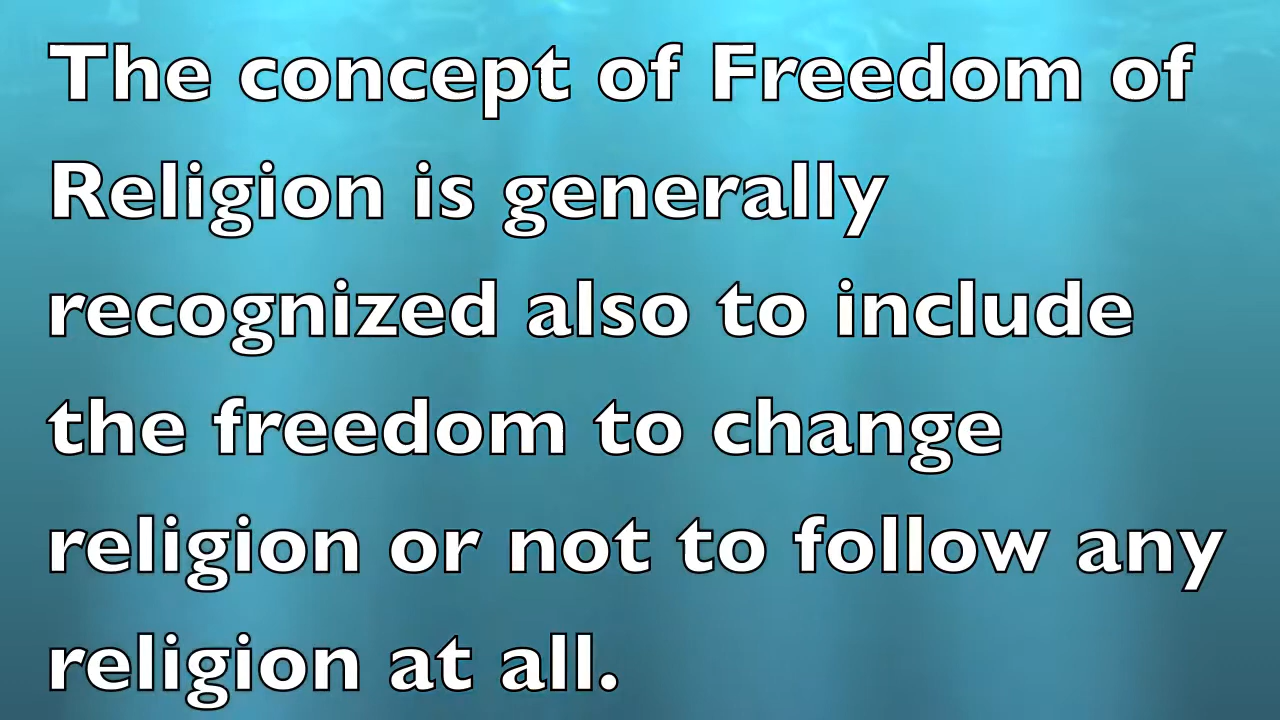 The concept of Freedom of
Religion is generally
recognized also to include
the freedom to change
religion or not to follow any
religion at all.